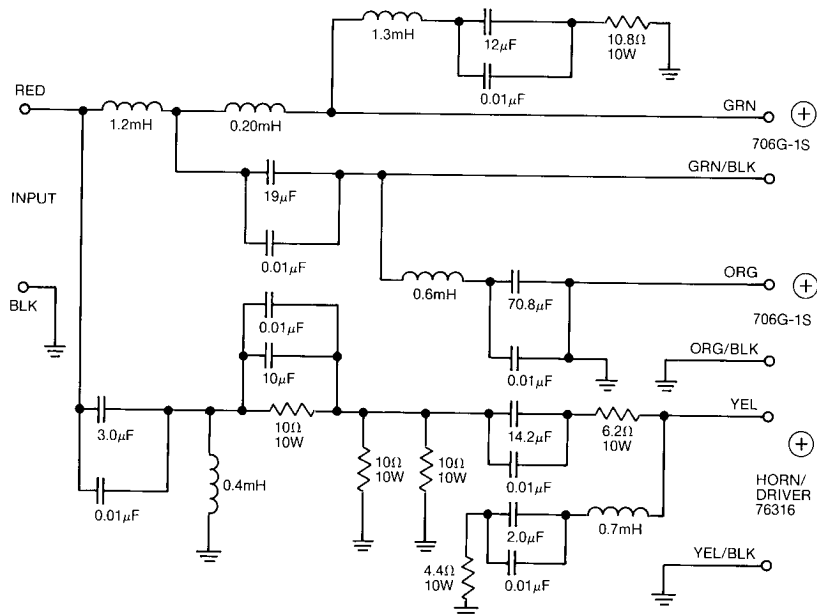 1.3mH
12µF
0.01µF
10.8Ω
10W
RED
1.2mH
0.20mH
GRN
706G-1S
INPUT
19µF
0.01µF
GRN/BLK
BLK
0.6mH
70.8µF
0.01µF
ORG
706G-1S
ORG/BLK
0.01µF
10µF
10Ω
10W
3.0µF
0.01µF
0.4mH
10Ω
10W
10Ω
10W
14.2µF
0.01µF
6.2Ω
10W
YEL
HORN/
DRIVER
76316
2.0µF
0.01µF
0.7mH
4.4Ω
10W
YEL/BLK